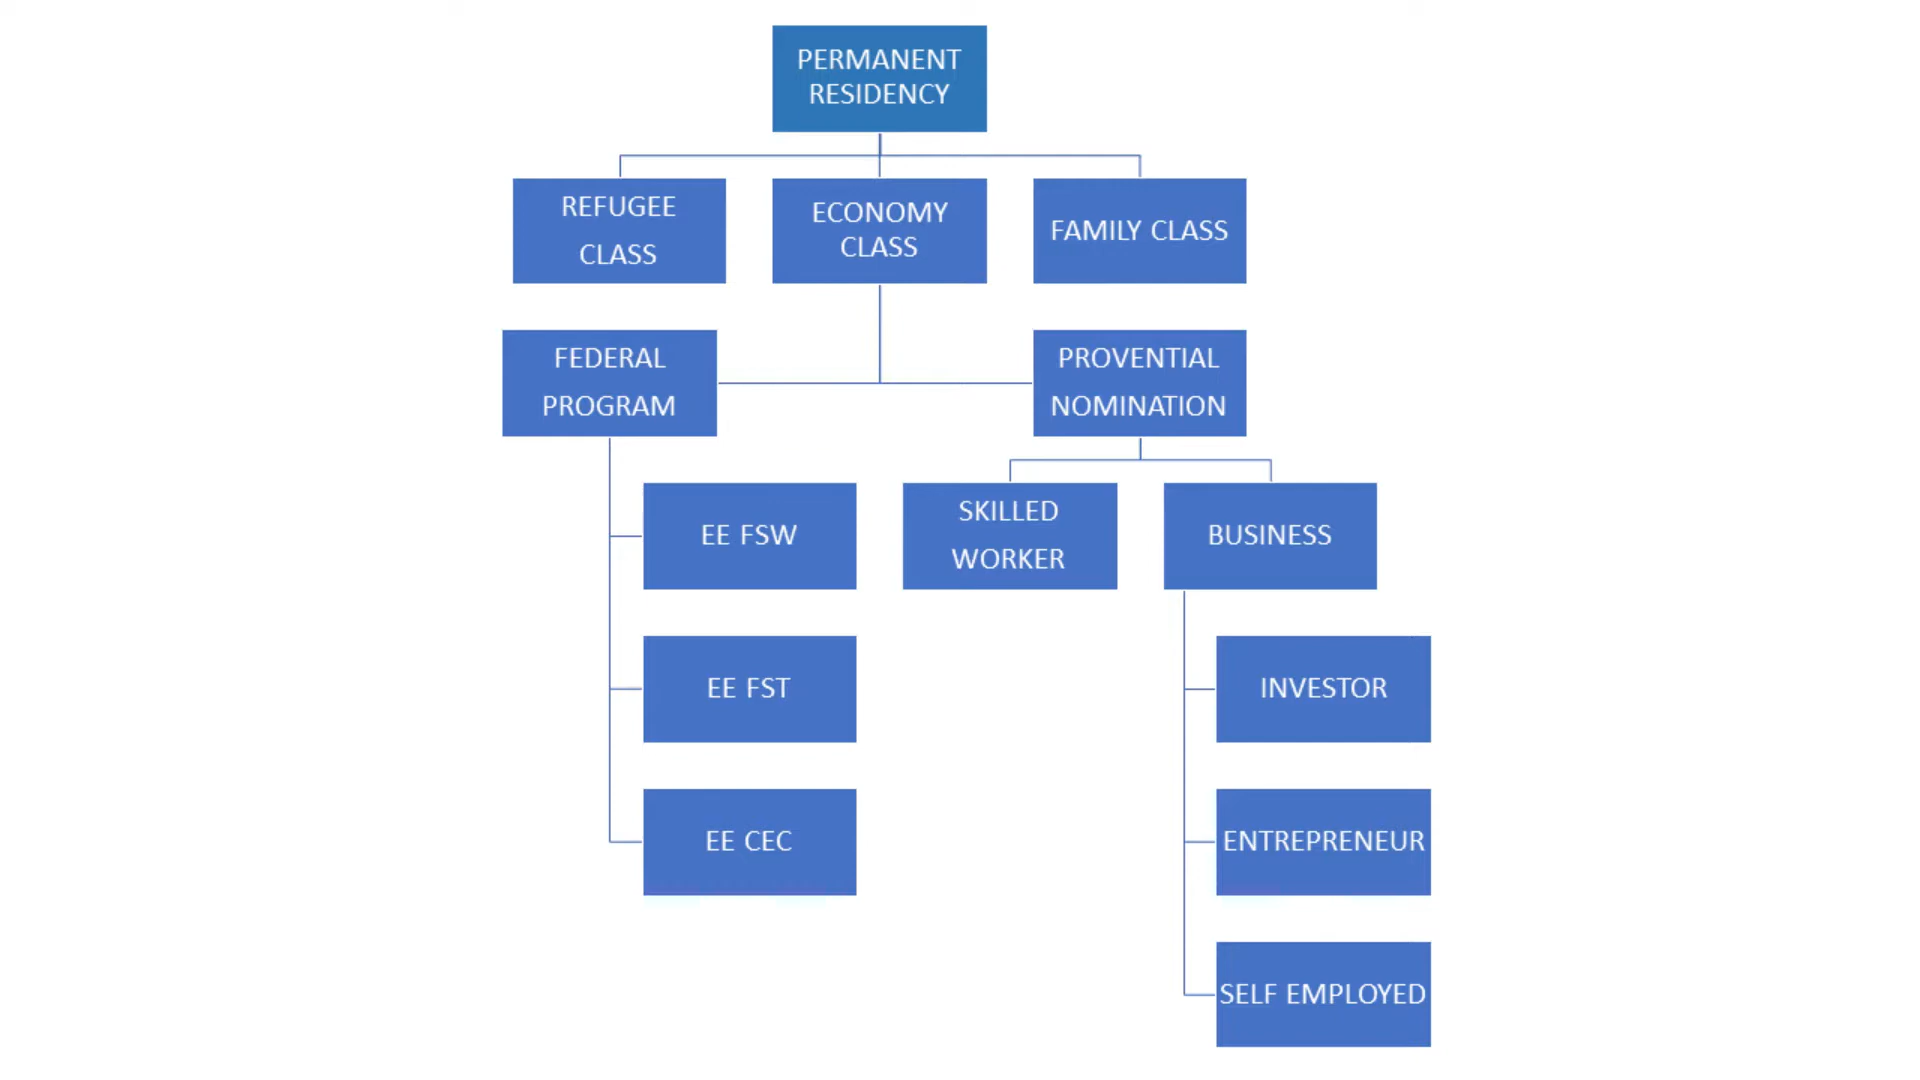 PERMANENT
RESIDENCY
REFUGEE
CLASS
ECONOMY
CLASS
FAMILY CLASS
FEDERAL
PROGRAM
PROVENTIAL
NOMINATION
EE FSW
SKILLED
WORKER
BUSINESS
EE FST
INVESTOR
EE CEC
ENTREPRENEUR
SELF EMPLOYED